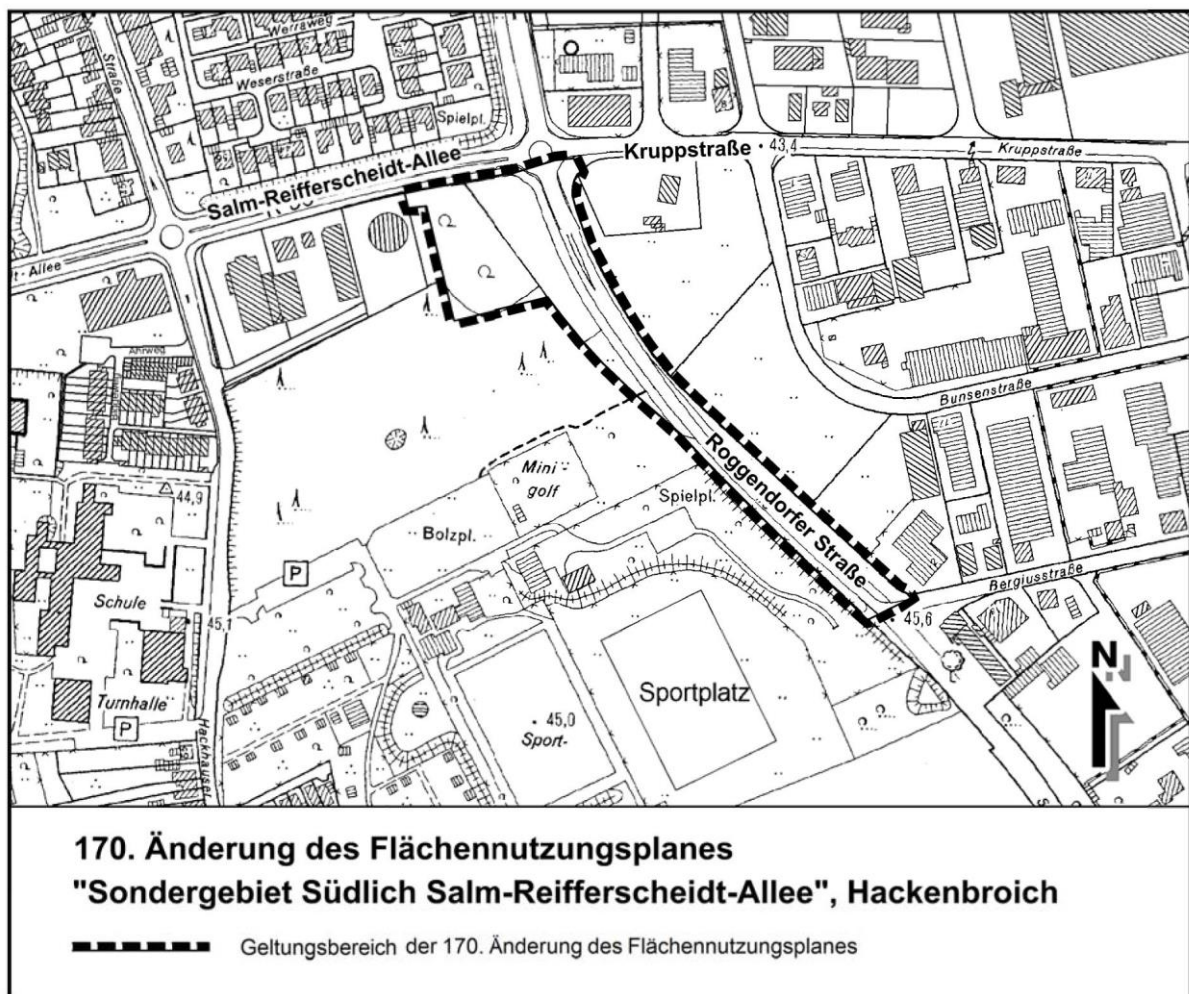 Straße
Werraweg
Weserstraße
Spielpl.
Salm-Reifferscheidt-Allee
Kruppstraße
43,4
Kruppstraße
t-Allee
Ahrweg
Bunsenstraße
Roggendorfer Straße
Mini-
golf
Spielpl.
44,9
Bolzpl.
P
Bergiusstraße
Schule
45,1
45,6
N
Sportplatz
Turnhalle
45,0
Sport-
P
Hackhauser
170. Änderung des Flächennutzungsplanes
"Sondergebiet Südlich Salm-Reifferscheidt-Allee", Hackenbroich
Geltungsbereich der 170. Änderung des Flächennutzungsplanes